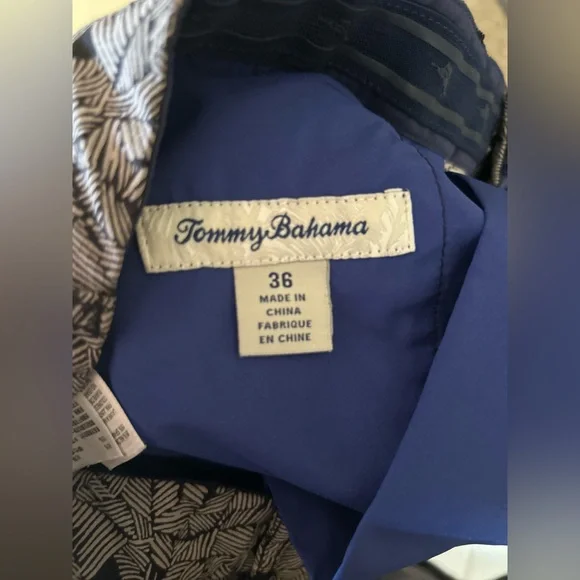 Tommy Bahama
36
MADE IN
CHINA
FABRIQUE
EN CHINE